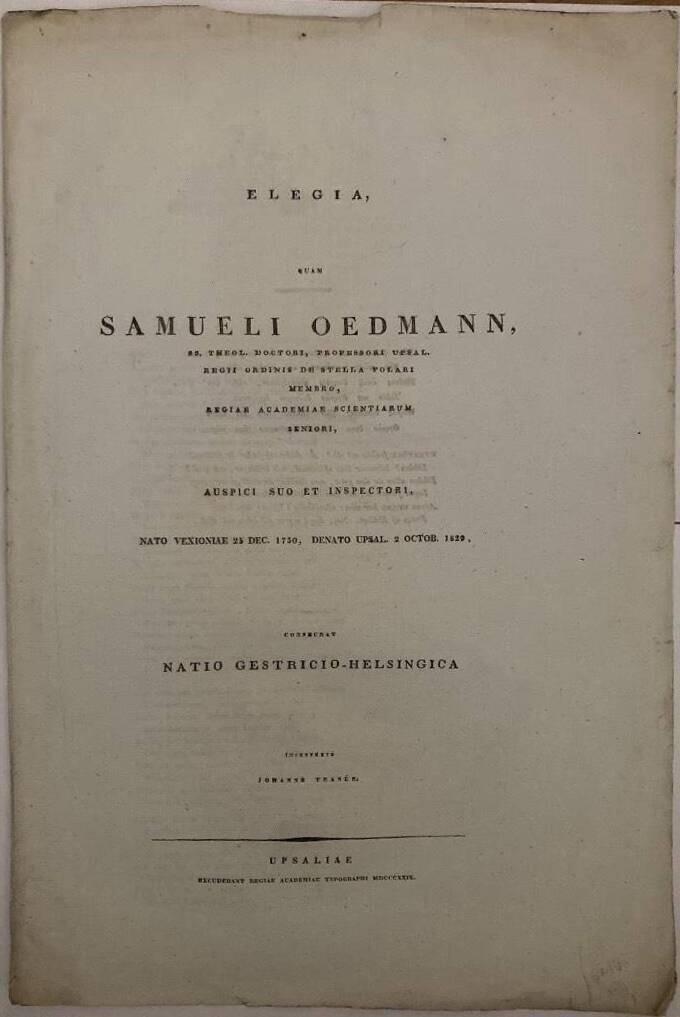 ELEGIA,
QUAM
SAMUELI OEDMANN,
SS. THEOL. DOCTORI, PROFESSORI UPSAL.
REGII ORDINIS DE STELLA POLARI
MEMBRO,
REGIAE ACADEMIAE SCIENTIARUM
SENIORI,
AUSPICI SUO ET INSPECTORI,
NATO VEXIONIAE 25 DEC. 1750, DENATO UPSAL. 2 OCTOB. 1829,
CONSECRAT
NATIO GESTRICIO-HELSINGICA
INTERPRETE
JOHANNE TRANÉR.
UPSALIAE
EXCUDEBANT REGIAE ACADEMIAE TYPOGRAPHI MDCCCXXIX.